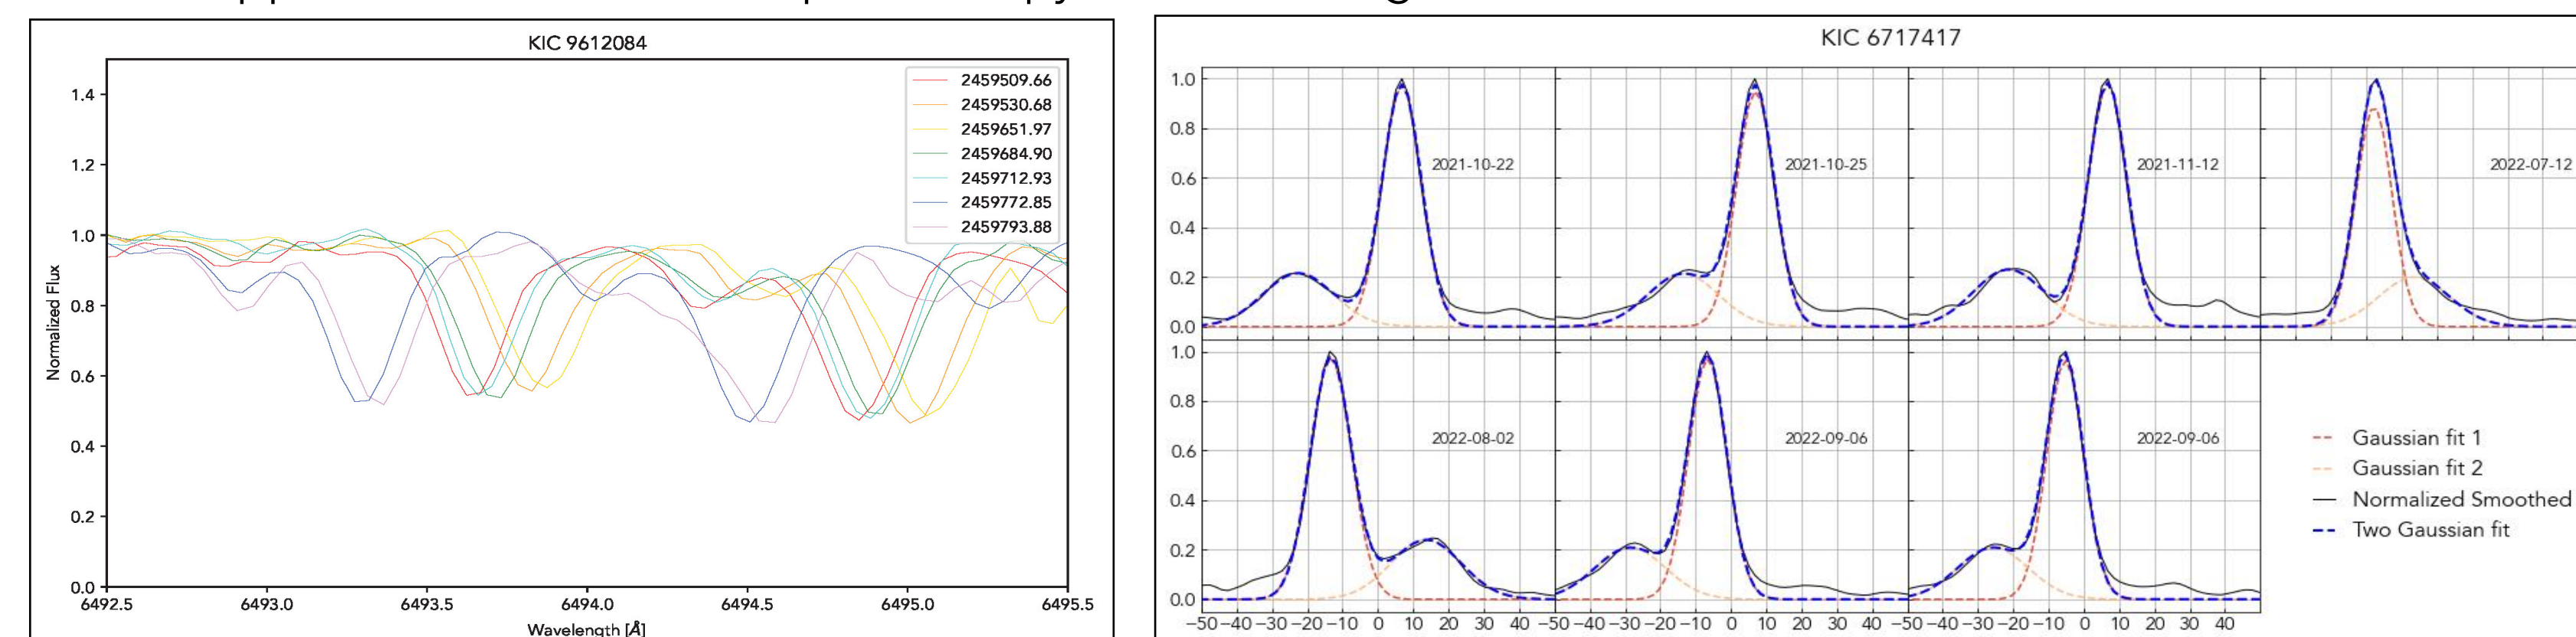 KIC 9612084
2459509.66
2459530.68
2459651.97
2459684.90
2459712.93
2459772.85
2459793.88
1.4
1.2
1.0
0.8
0.6
0.4
0.2
0.0
Normalized Flux
6492.5 6493.0 6493.5 6494.0 6494.5 6495.0 6495.5
Wavelength [Å]
KIC 6717417
1.0
0.8
0.6
0.4
0.2
0.0
2021-10-22 2021-10-25 2021-11-12 2022-07-12
1.0
0.8
0.6
0.4
0.2
0.0
2022-08-02 2022-09-06 2022-09-06
−50 −40 −30 −20 −10 0 10 20 30 40 −50 −40 −30 −20 −10 0 10 20 30 40 −50 −40 −30 −20 −10 0 10 20 30 40
Gaussian fit 1
Gaussian fit 2
Normalized Smoothed
Two Gaussian fit